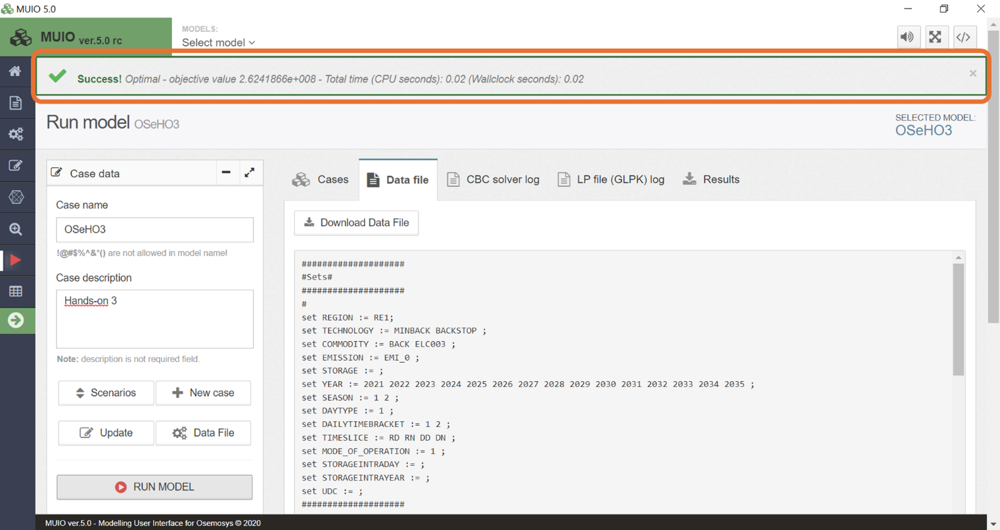 MUIO 5.0
MUIO ver.5.0 rc
MODELS:
Select model
Success! Optimal - objective value 2.6241866e+008 - Total time (CPU seconds): 0.02 (Wallclock seconds): 0.02
×
Run model OSeHO3
SELECTED MODEL:
OSeHO3
Case data
Case name
OSeHO3
!@#$%^&*() are not allowed in model name!
Case description
Hands-on 3
Note: description is not required field.
Scenarios
New case
Update
Data File
RUN MODEL
Cases
Data file
CBC solver log
LP file (GLPK) log
Results
Download Data File
####################
#Sets#
####################
#
set REGION := RE1;
set TECHNOLOGY := MINBACK BACKSTOP ;
set COMMODITY := BACK ELC003 ;
set EMISSION := EMI_0 ;
set STORAGE := ;
set YEAR := 2021 2022 2023 2024 2025 2026 2027 2028 2029 2030 2031 2032 2033 2034 2035 ;
set SEASON := 1 2 ;
set DAYTYPE := 1 ;
set DAILYTIMEBRACKET := 1 2 ;
set TIMESLICE := RD RN DD DN ;
set MODE_OF_OPERATION := 1 ;
set STORAGEINTRADAY := ;
set STORAGEINTRAYEAR := ;
set UDC := ;
####################
MUIO ver.5.0 - Modelling User Interface for Osemosys © 2020